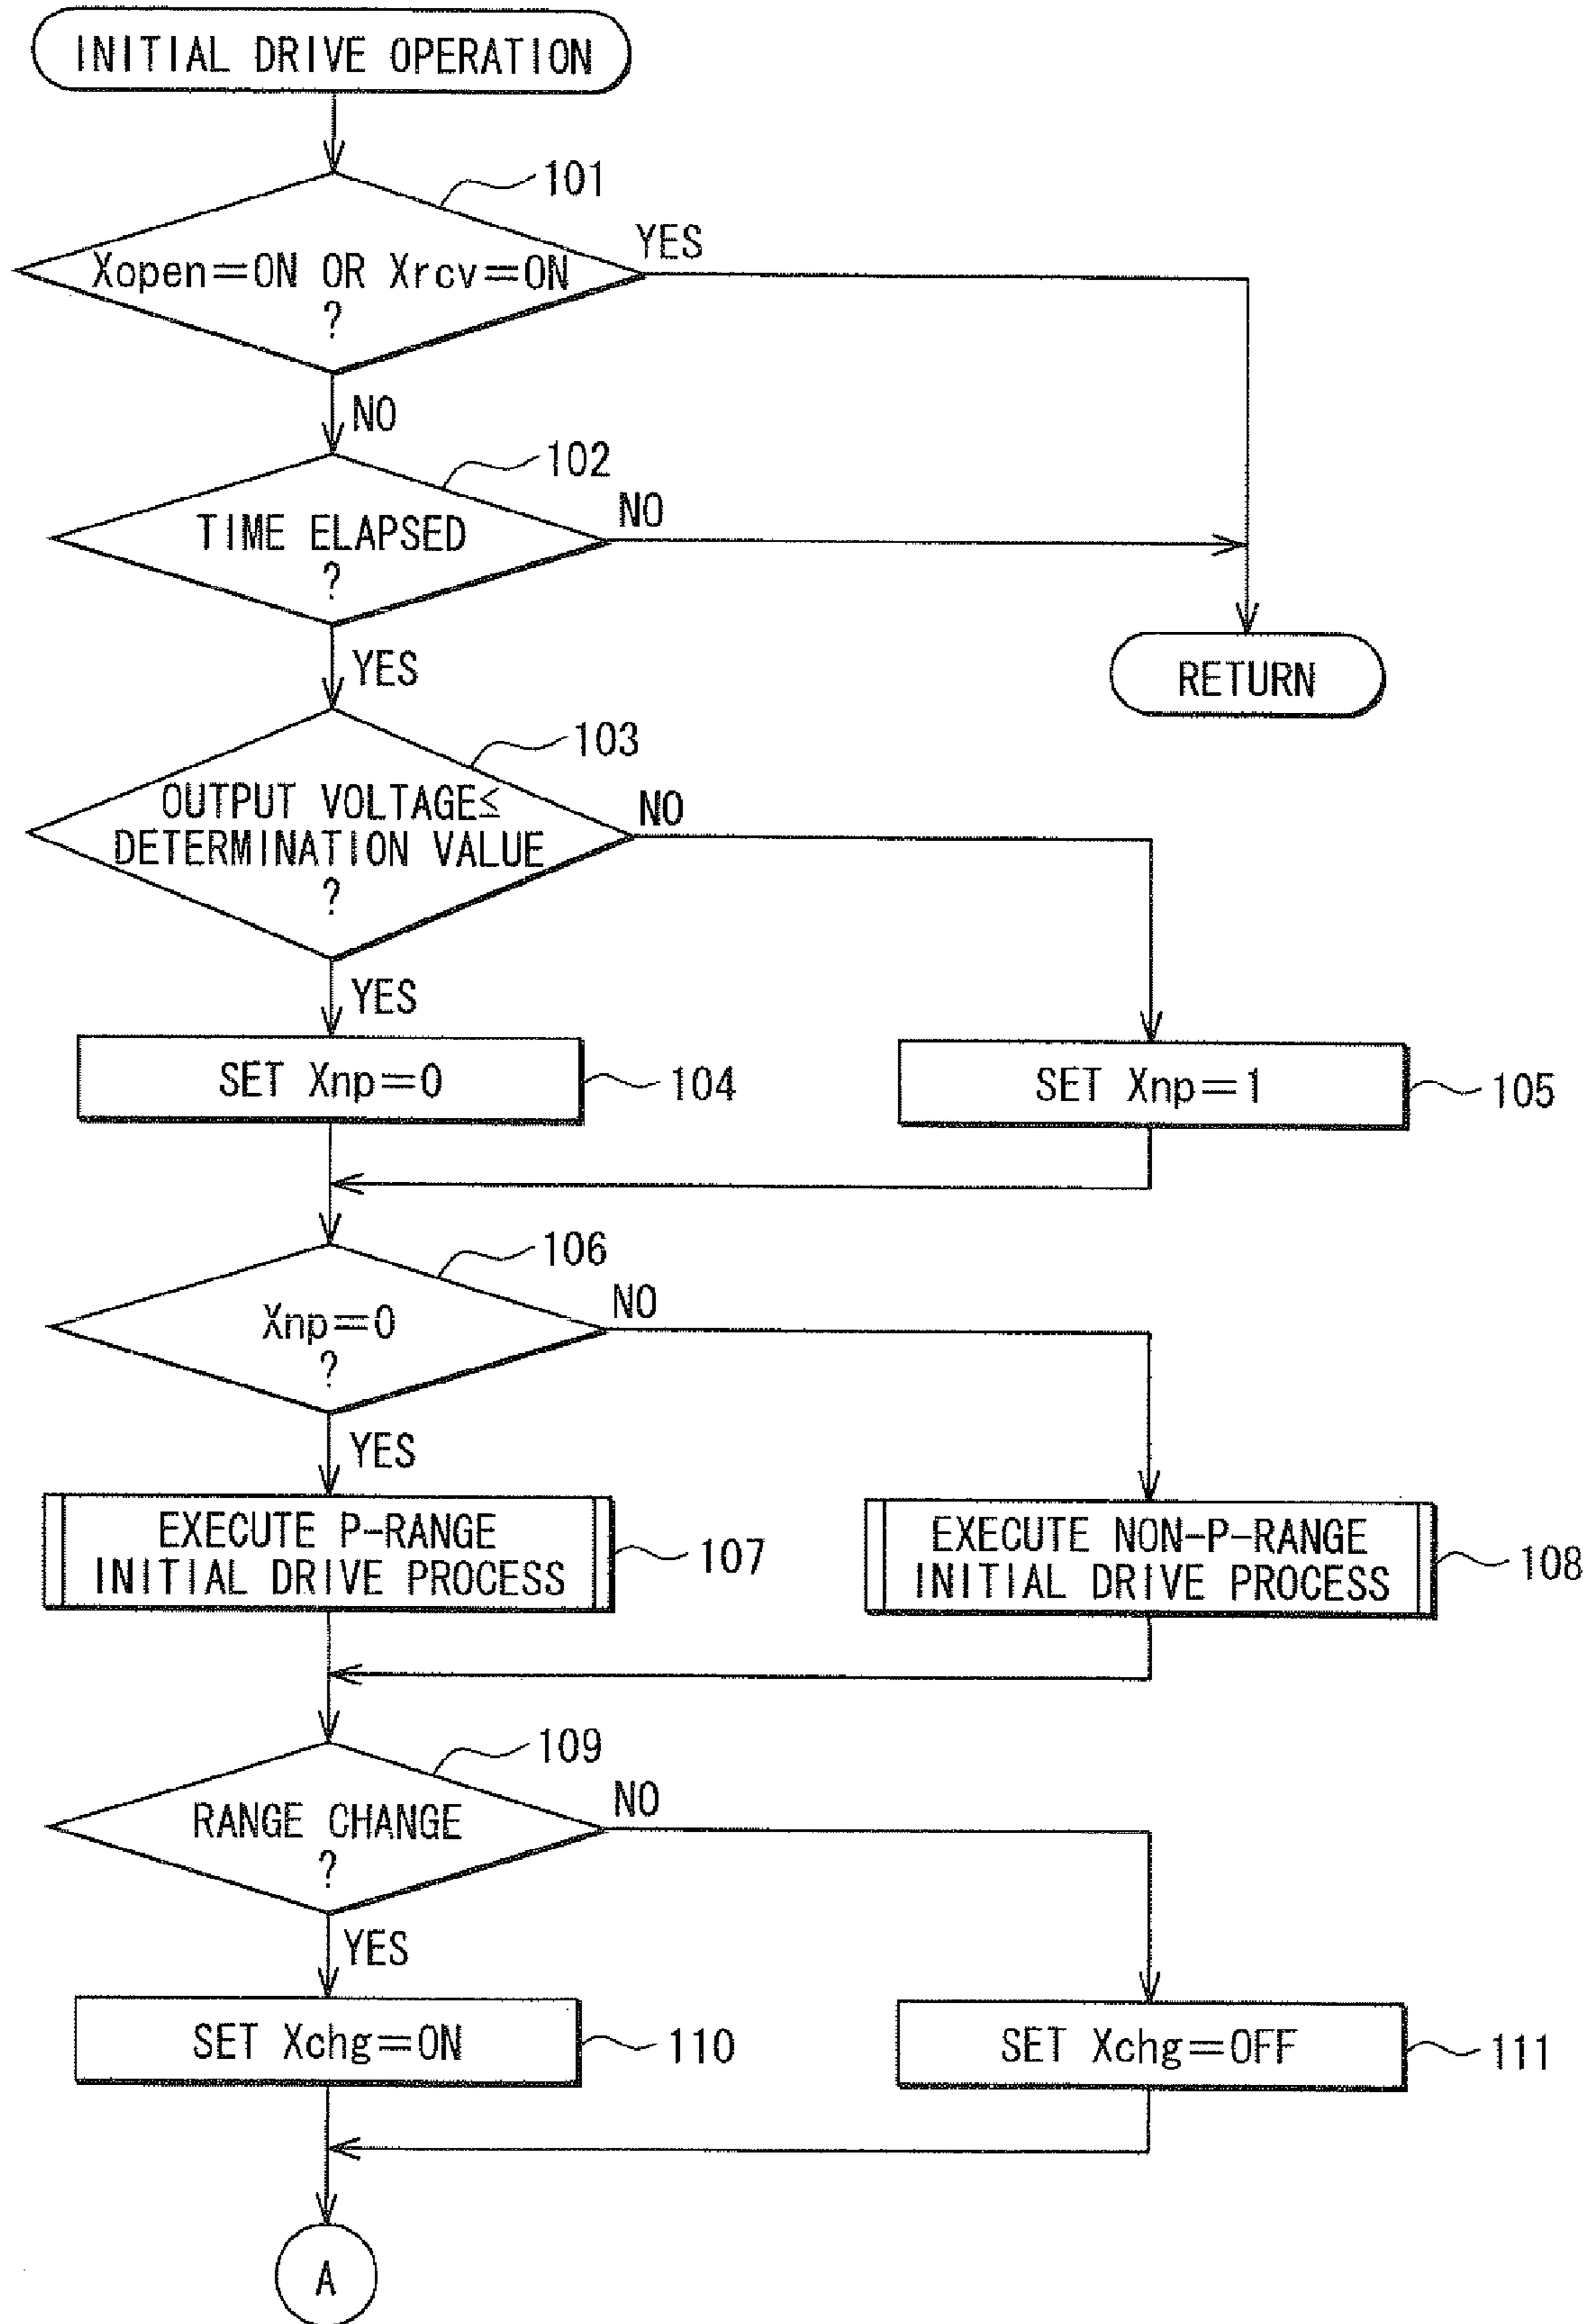 INITIAL DRIVE OPERATION
101
Xopen=ON OR Xrcv=ON
?
YES
NO
102
TIME ELAPSED
?
NO
YES
RETURN
103
OUTPUT VOLTAGE≤
DETERMINATION VALUE
?
NO
YES
SET Xnp=0
104
SET Xnp=1
105
106
Xnp=0
?
NO
YES
EXECUTE P-RANGE
INITIAL DRIVE PROCESS
107
EXECUTE NON-P-RANGE
INITIAL DRIVE PROCESS
108
109
RANGE CHANGE
?
NO
YES
SET Xchg=ON
110
SET Xchg=OFF
111
A